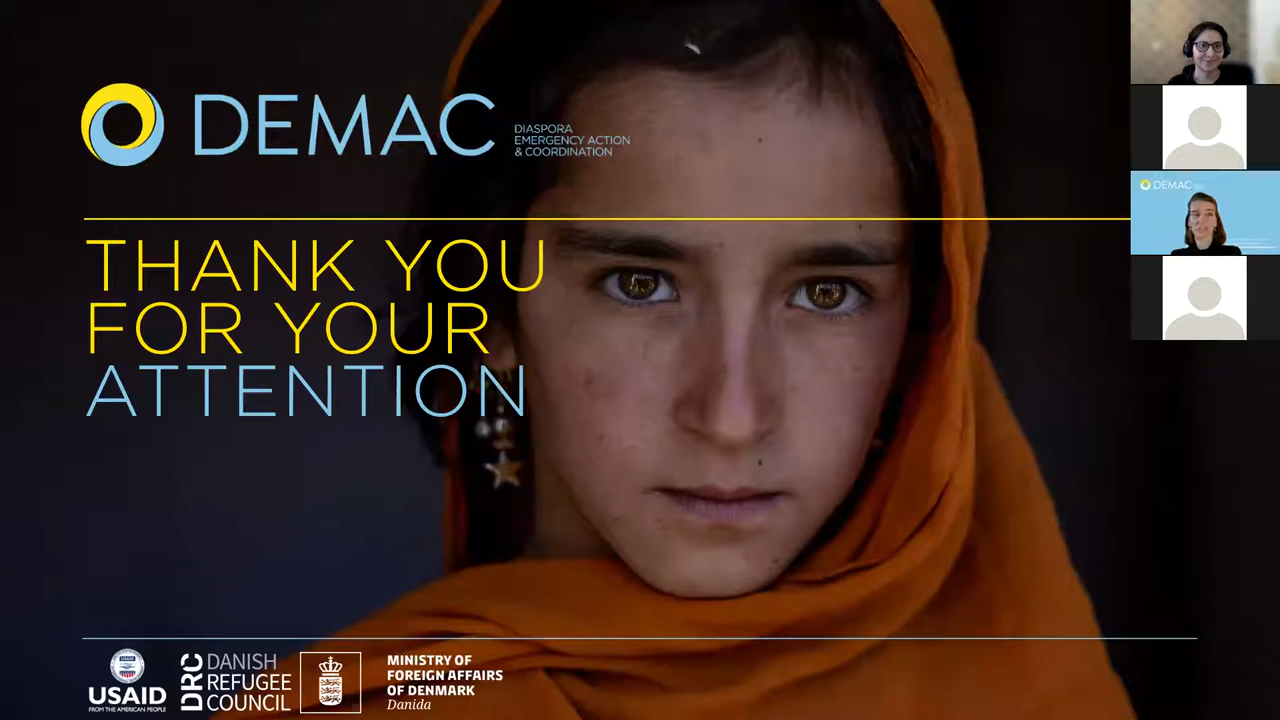 DEMAC
DIASPORA
EMERGENCY ACTION
& COORDINATION
DEMAC
THANK YOU
FOR YOUR
ATTENTION
USAID
USAID
FROM THE AMERICAN PEOPLE
DRC
DANISH
REFUGEE
COUNCIL
MINISTRY OF
FOREIGN AFFAIRS
OF DENMARK
Danida